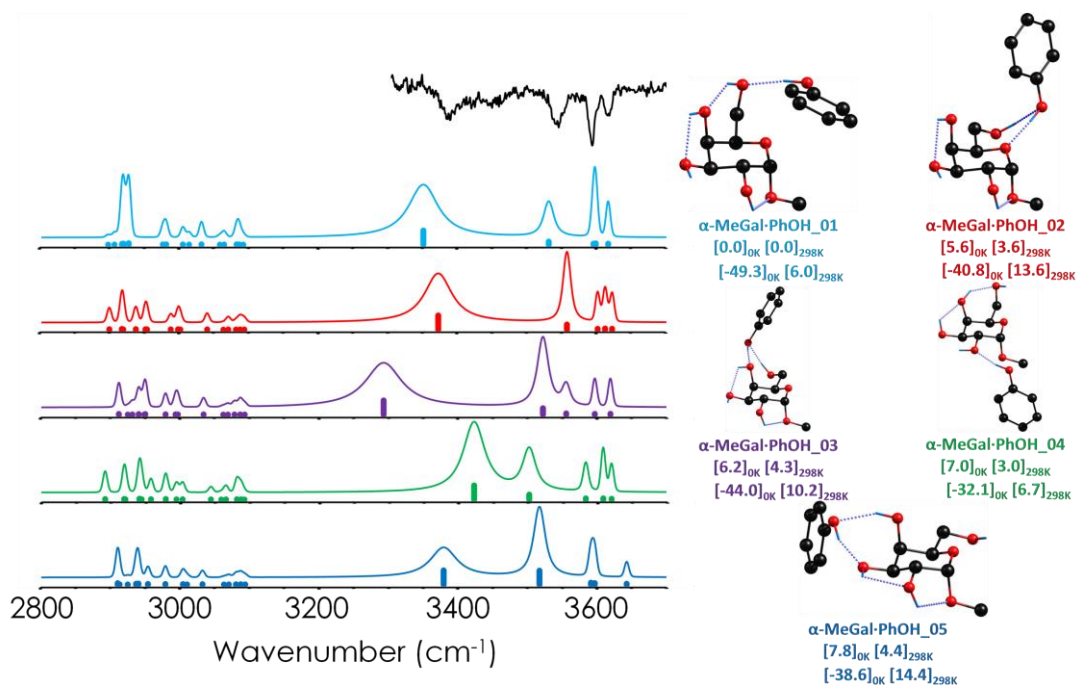 α-MeGal·PhOH_01
[0.0]0K [0.0]298K
[-49.3]0K [6.0]298K
α-MeGal·PhOH_02
[5.6]0K [3.6]298K
[-40.8]0K [13.6]298K
α-MeGal·PhOH_03
[6.2]0K [4.3]298K
[-44.0]0K [10.2]298K
α-MeGal·PhOH_04
[7.0]0K [3.0]298K
[-32.1]0K [6.7]298K
α-MeGal·PhOH_05
[7.8]0K [4.4]298K
[-38.6]0K [14.4]298K
2800 3000 3200 3400 3600
Wavenumber (cm-1)